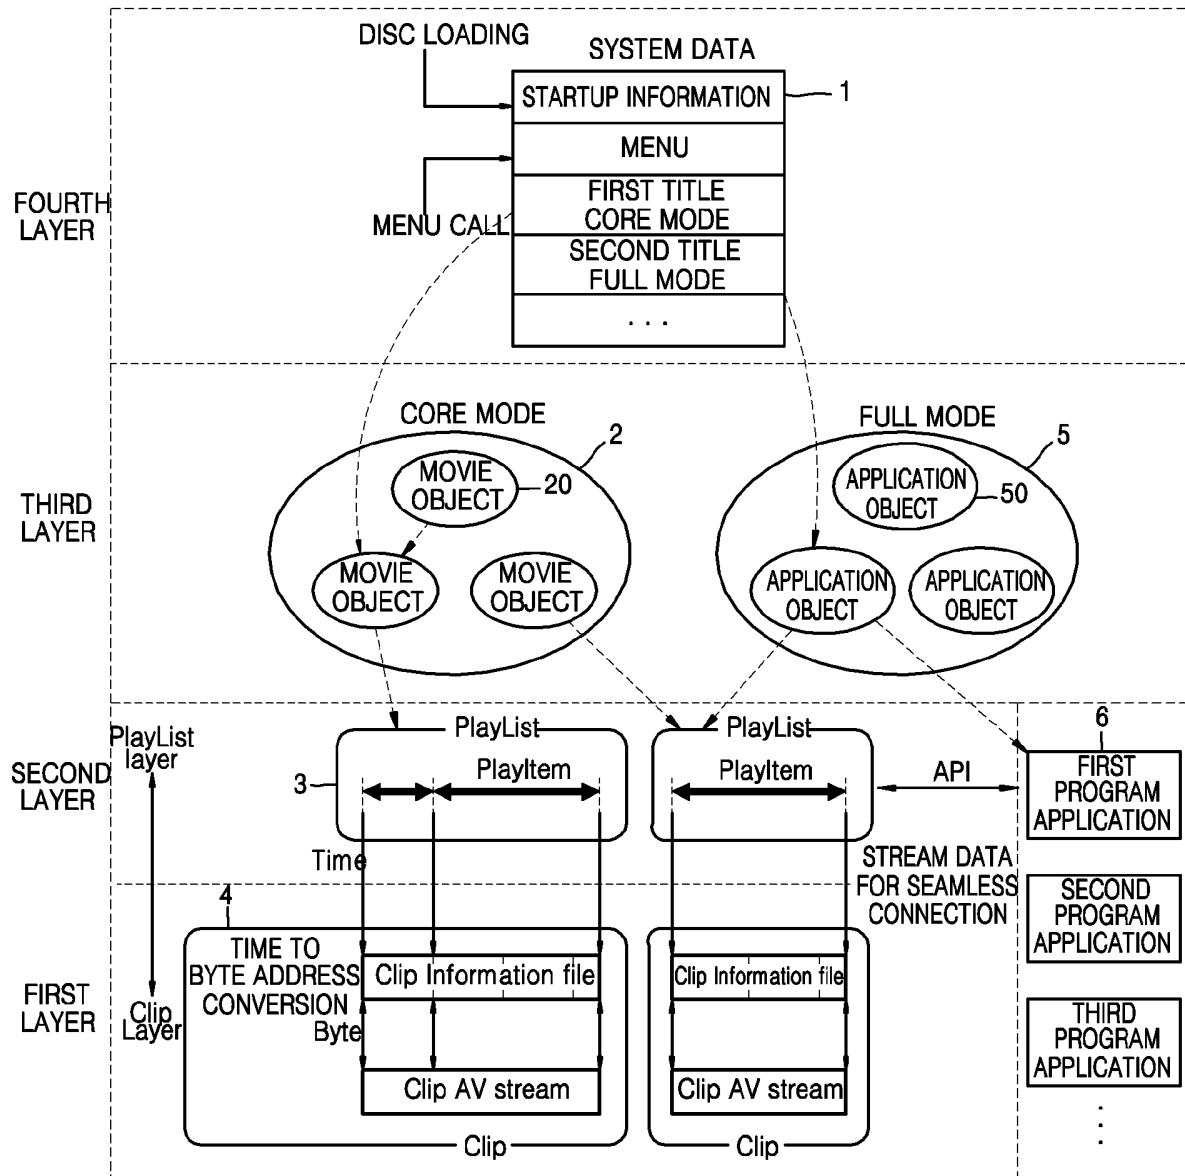 DISC LOADING
SYSTEM DATA
STARTUP INFORMATION
1
MENU
FIRST TITLE
CORE MODE
MENU CALL
SECOND TITLE
FULL MODE
. . .
FOURTH
LAYER
CORE MODE
2
MOVIE
OBJECT
20
MOVIE
OBJECT
MOVIE
OBJECT
FULL MODE
5
APPLICATION
OBJECT
50
APPLICATION
OBJECT
APPLICATION
OBJECT
THIRD
LAYER
PlayList
layer
SECOND
LAYER
PlayList
3
PlayItem
Time
PlayList
PlayItem
API
6
FIRST
PROGRAM
APPLICATION
STREAM DATA
FOR SEAMLESS
CONNECTION
SECOND
PROGRAM
APPLICATION
4
TIME TO
BYTE ADDRESS
CONVERSION
Byte
Clip Information file
Clip Information file
FIRST
LAYER
Clip
Layer
THIRD
PROGRAM
APPLICATION
Clip AV stream
Clip AV stream
Clip
Clip